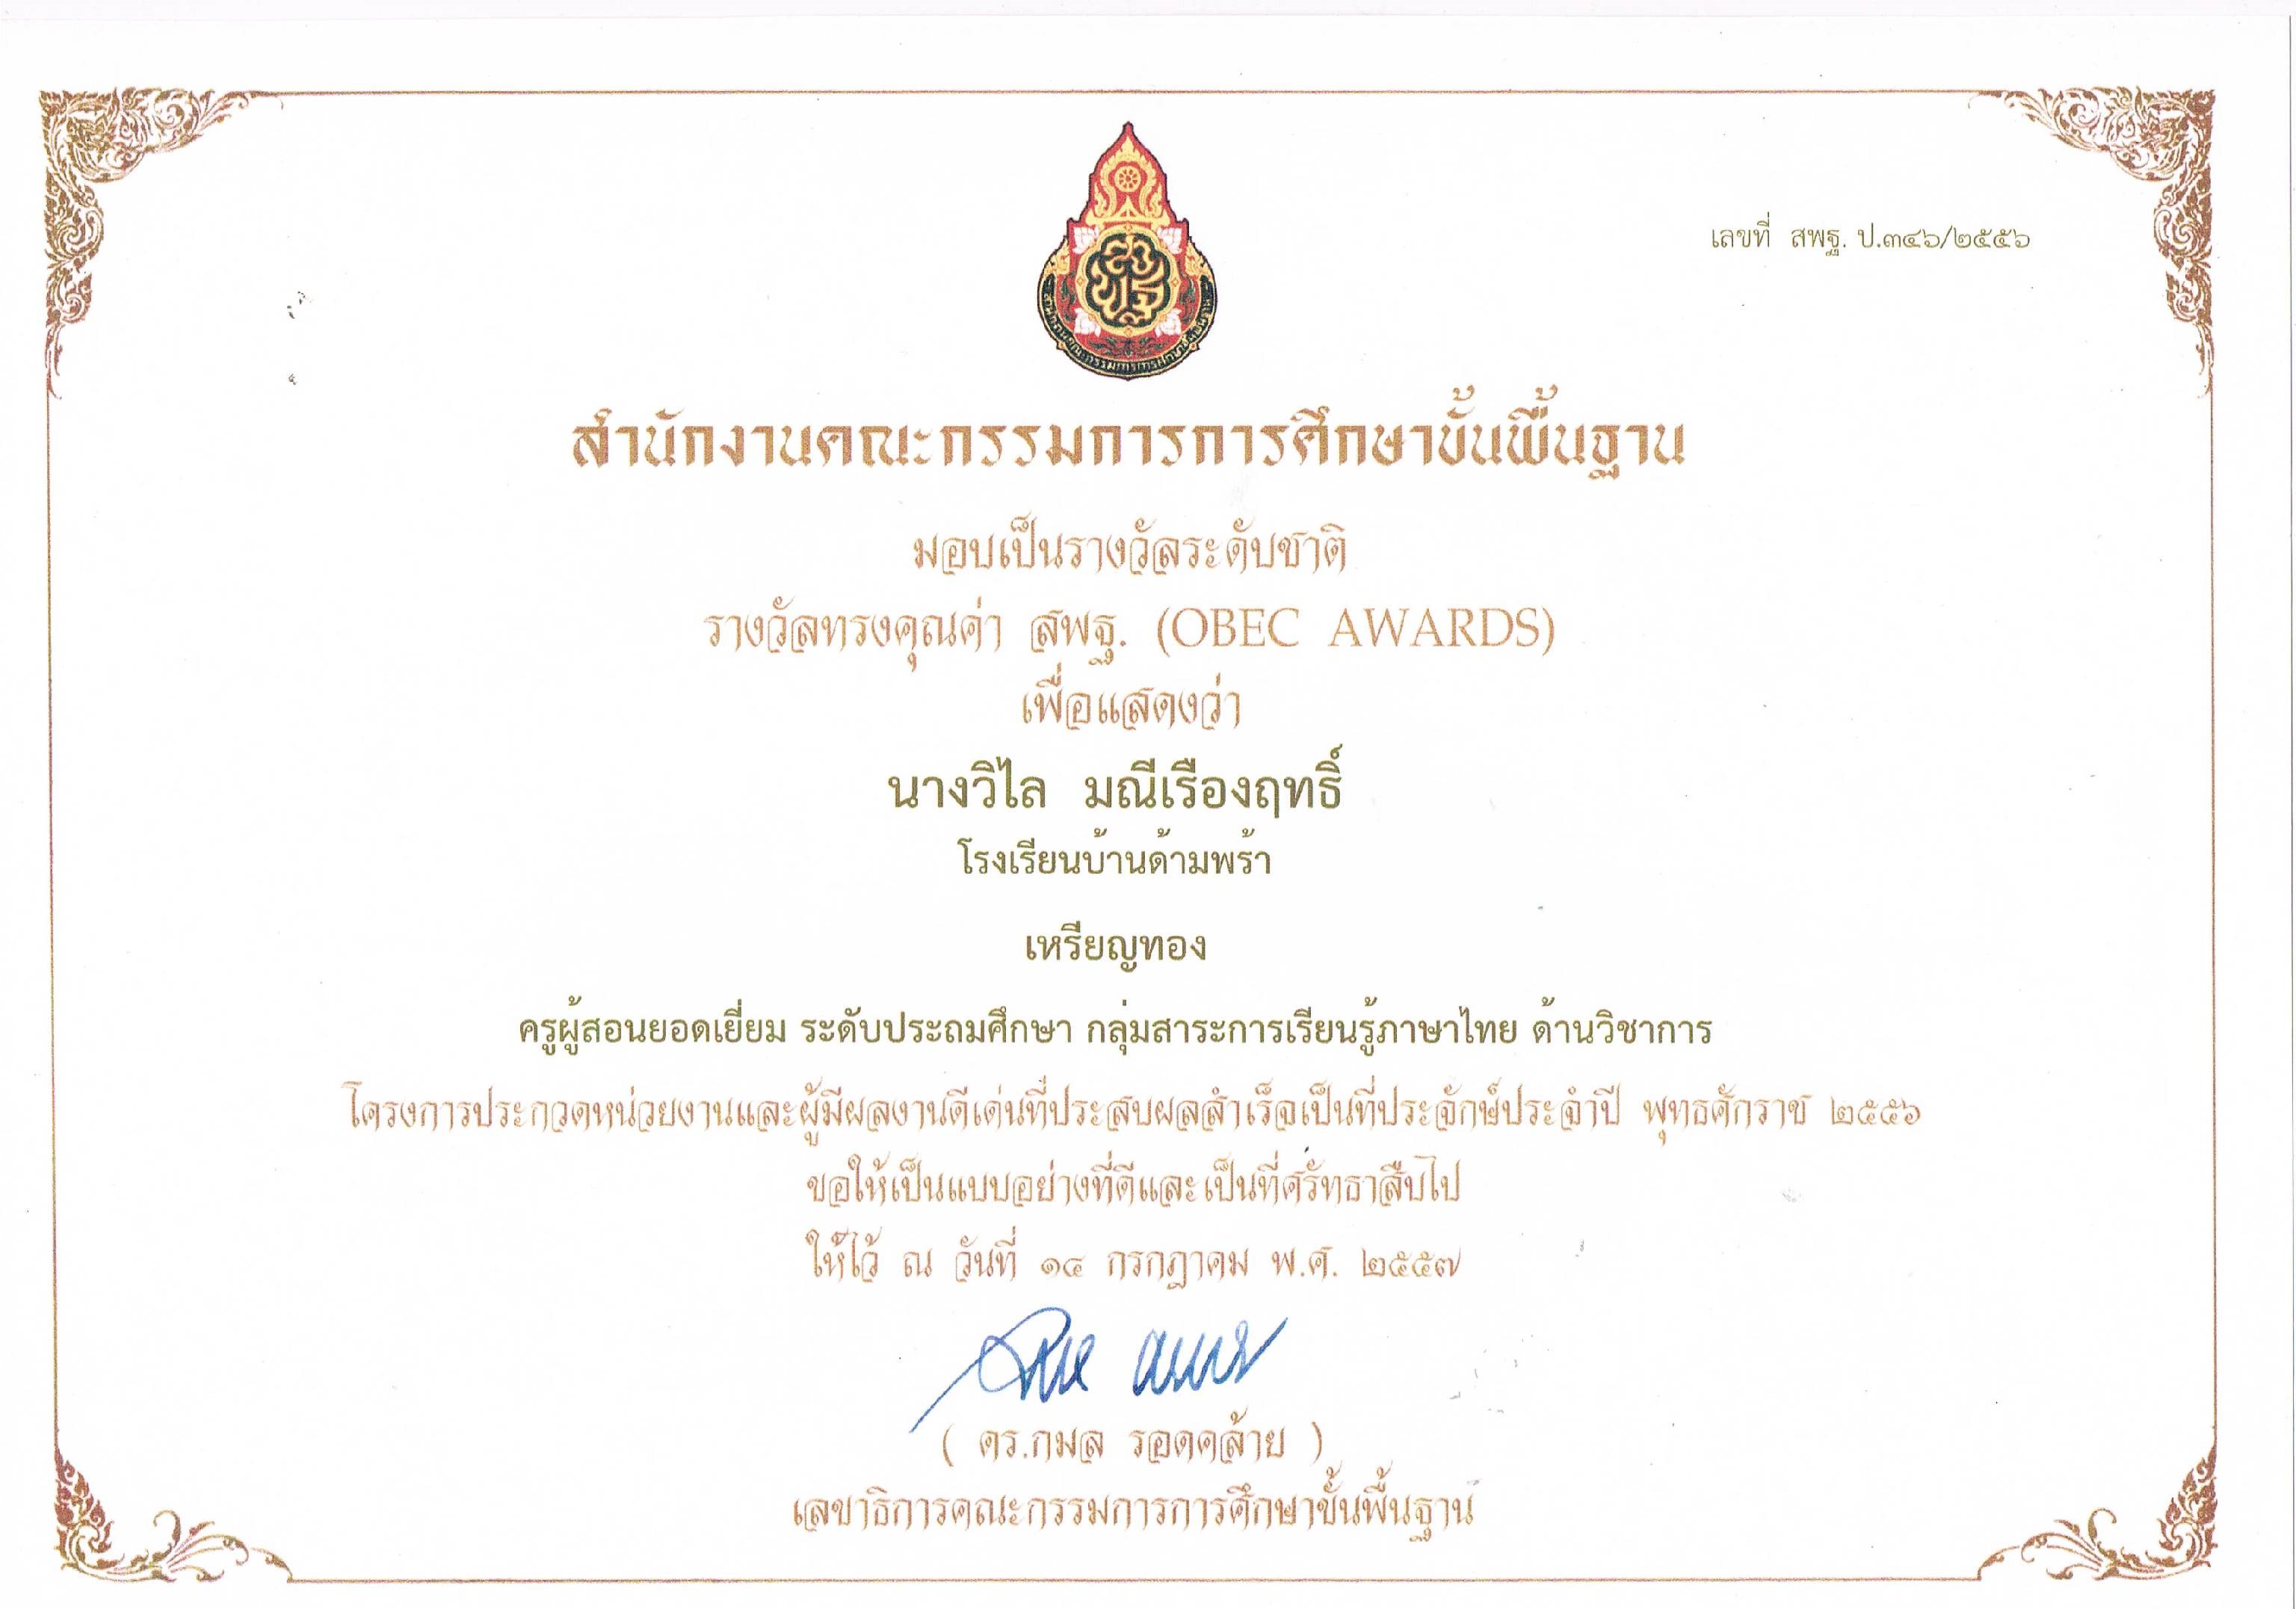 เลขที่ สพฐ. ป.๓๔๖/๒๕๕๖
สำนักงานคณะกรรมการการศึกษาขั้นพื้นฐาน
มอบเป็นรางวัลระดับชาติ
รางวัลทรงคุณค่า สพฐ. (OBEC AWARDS)
เพื่อแสดงว่า
นางวิไล มณีเรืองฤทธิ์
โรงเรียนบ้านด้ามพร้า
เหรียญทอง
ครูผู้สอนยอดเยี่ยม ระดับประถมศึกษา กลุ่มสาระการเรียนรู้ภาษาไทย ด้านวิชาการ
โครงการประกวดหน่วยงานและผู้มีผลงานดีเด่นที่ประสบผลสำเร็จเป็นที่ประจักษ์ประจำปี พุทธศักราช ๒๕๕๖
ขอให้เป็นแบบอย่างที่ดีและเป็นที่ศรัทธาสืบไป
ให้ไว้ ณ วันที่ ๑๔ กรกฎาคม พ.ศ. ๒๕๕๗
( ดร.กมล รอดคล้าย )
เลขาธิการคณะกรรมการการศึกษาขั้นพื้นฐาน